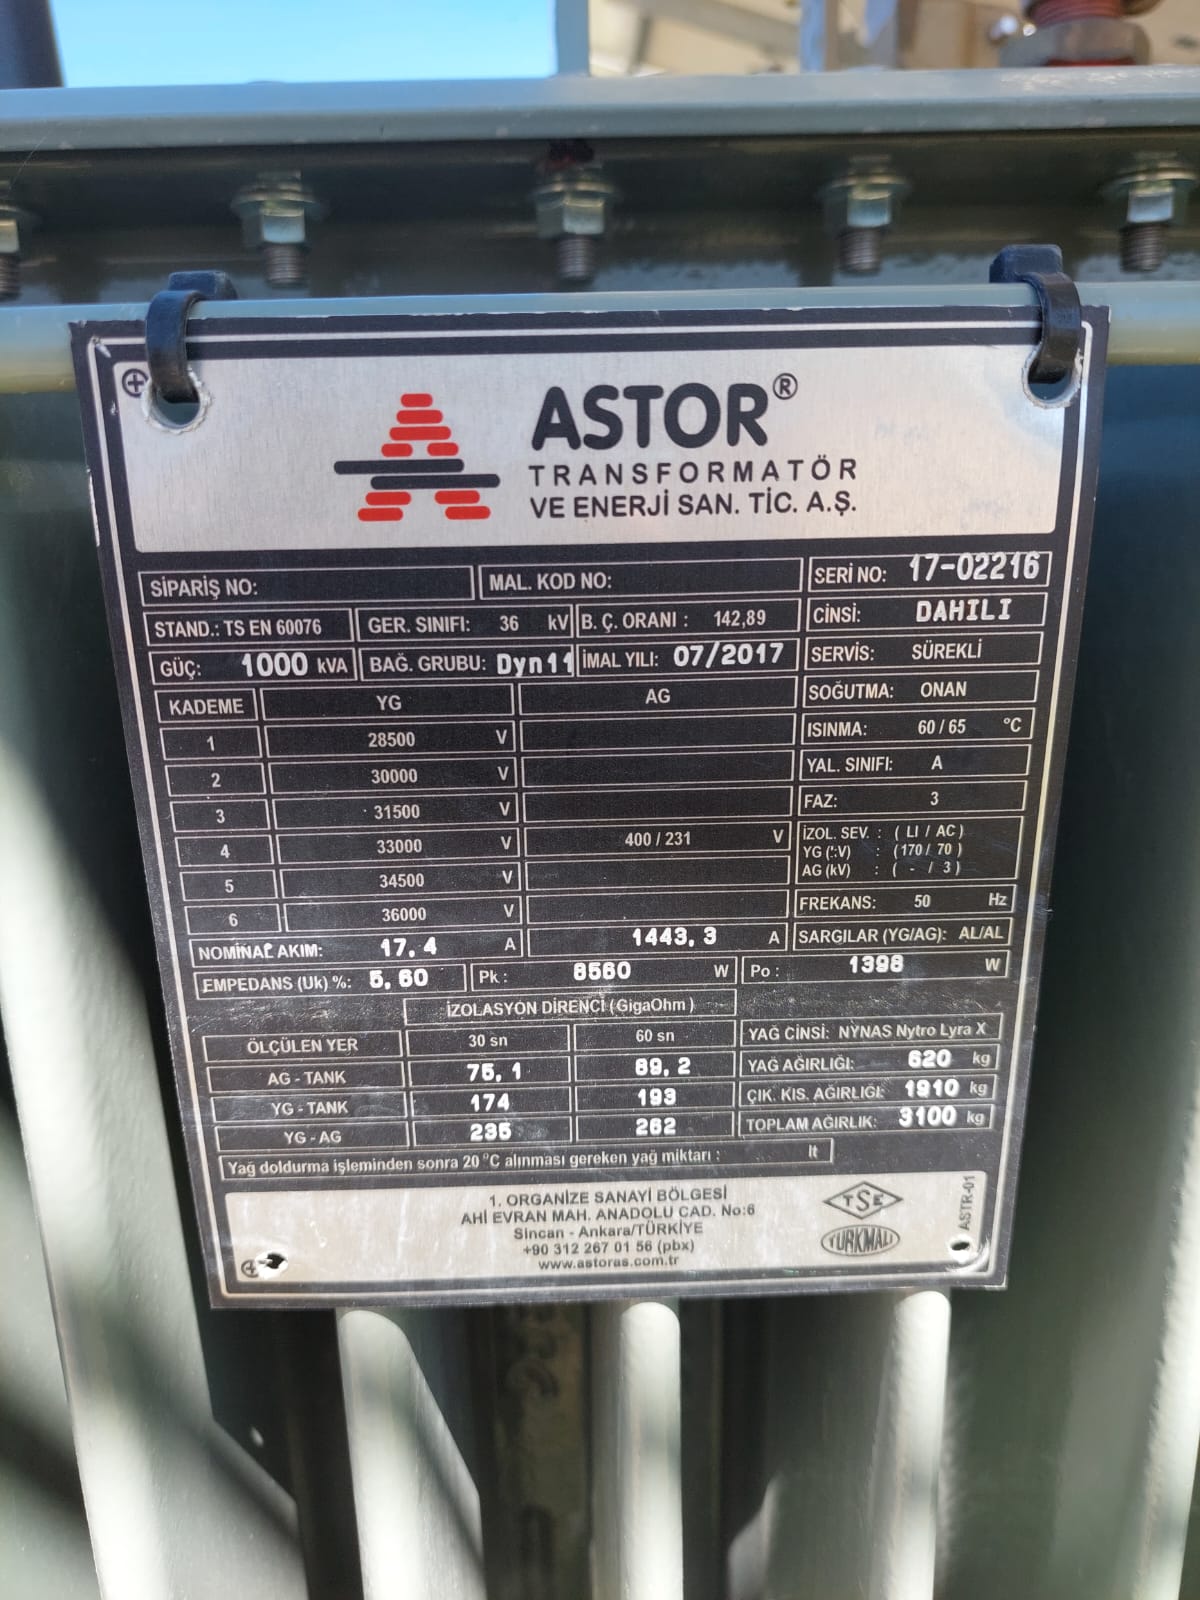 ASTOR®
TRANSFORMATÖR
VE ENERJİ SAN. TİC. A.Ş.
SİPARİŞ NO: MAL. KOD NO: SERİ NO: 17-02216
STAND.: TS EN 60076 GER. SINIFI: 36 kV B. Ç. ORANI : 142,89 CİNSİ: DAHILI
GÜÇ: 1000 kVA BAĞ. GRUBU: Dyn11 İMAL YILI: 07/2017 SERVİS: SÜREKLİ
KADEME YG AG SOĞUTMA: ONAN
1 28500 V ISINMA: 60 / 65 °C
2 30000 V YAL. SINIFI: A
3 31500 V FAZ: 3
4 33000 V 400 / 231 V İZOL. SEV. : ( LI / AC )
YG (kV) : ( 170 / 70 )
5 34500 V AG (kV) : ( - / 3 )
6 36000 V FREKANS: 50 Hz
NOMİNAL AKIM: 17,4 A 1443,3 A SARGILAR (YG/AG): AL/AL
EMPEDANS (Uk) %: 5,60 Pk : 8560 W Po : 1398 W
İZOLASYON DİRENCİ (GigaOhm)
ÖLÇÜLEN YER 30 sn 60 sn YAĞ CİNSİ: NYNAS Nytro Lyra X
AG - TANK 75,1 89,2 YAĞ AĞIRLIĞI: 620 kg
YG - TANK 174 193 ÇIK. KIS. AĞIRLIĞI: 1910 kg
YG - AG 235 262 TOPLAM AĞIRLIK: 3100 kg
Yağ doldurma işleminden sonra 20 °C alınması gereken yağ miktarı : lt
1. ORGANİZE SANAYİ BÖLGESİ
AHİ EVRAN MAH. ANADOLU CAD. No:6
Sincan - Ankara/TÜRKİYE
+90 312 267 01 56 (pbx)
www.astoras.com.tr
TSE
TÜRKMALI
ASTR-01